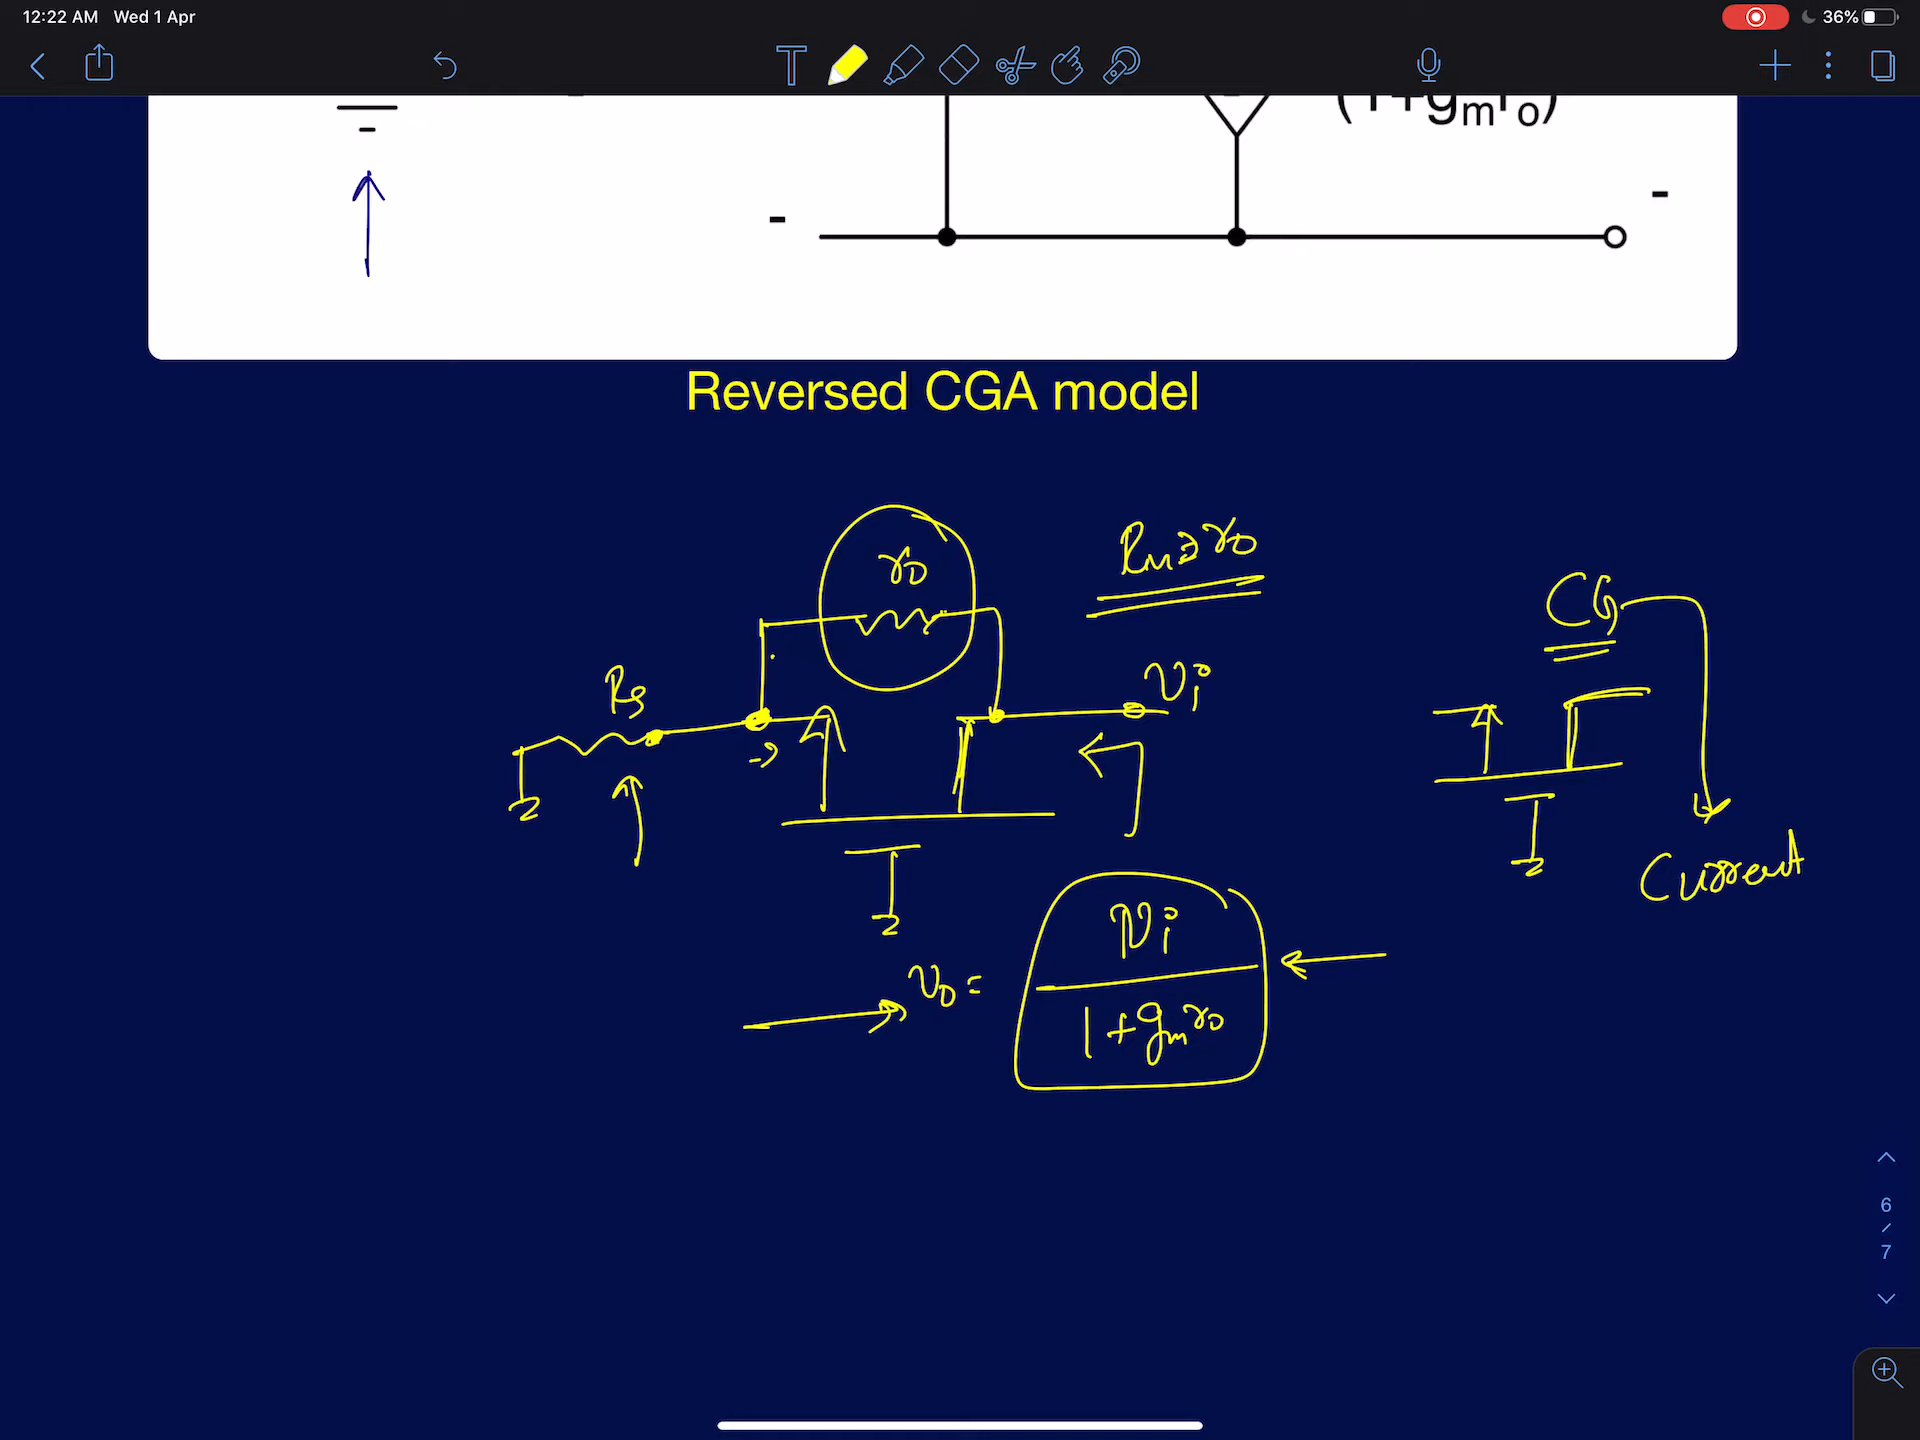 12:22 AM Wed 1 Apr
36%
(1+gmro)
-
-
Reversed CGA model
ro
Rin=ro
CG
Rs
vi
Current
vo = vi / 1+gmro
6
/
7